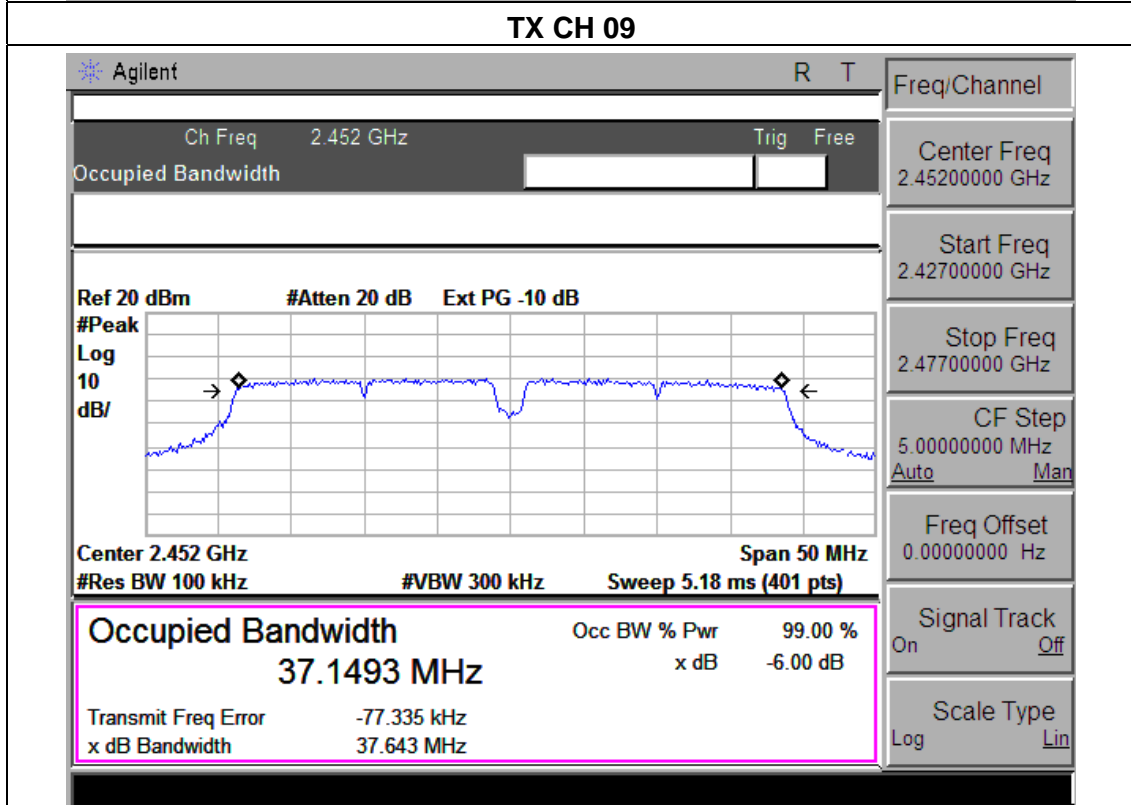 TX CH 09
Agilent R T
Ch Freq 2.452 GHz Trig Free
Occupied Bandwidth
Ref 20 dBm #Atten 20 dB Ext PG -10 dB
#Peak
Log
10
dB/
Center 2.452 GHz Span 50 MHz
#Res BW 100 kHz #VBW 300 kHz Sweep 5.18 ms (401 pts)
Occupied Bandwidth Occ BW % Pwr 99.00 %
37.1493 MHz x dB -6.00 dB
Transmit Freq Error -77.335 kHz
x dB Bandwidth 37.643 MHz
Freq/Channel
Center Freq
2.45200000 GHz
Start Freq
2.42700000 GHz
Stop Freq
2.47700000 GHz
CF Step
5.00000000 MHz
Auto Man
Freq Offset
0.00000000 Hz
Signal Track
On Off
Scale Type
Log Lin